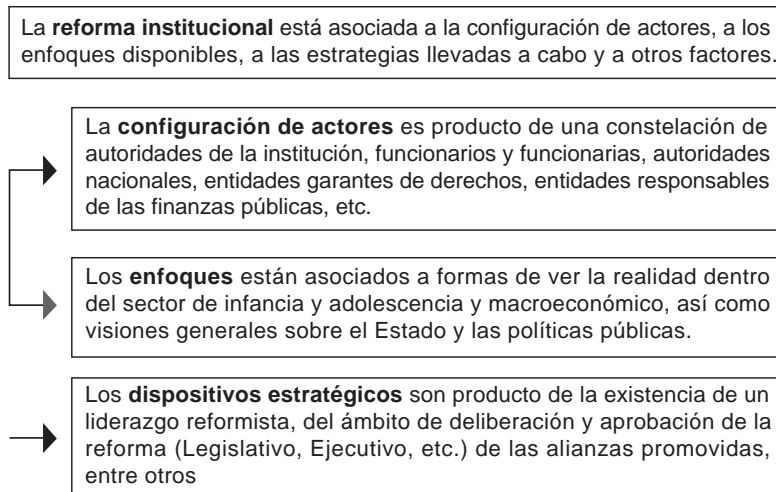 La reforma institucional está asociada a la configuración de actores, a los
enfoques disponibles, a las estrategias llevadas a cabo y a otros factores.
La configuración de actores es producto de una constelación de
autoridades de la institución, funcionarios y funcionarias, autoridades
nacionales, entidades garantes de derechos, entidades responsables
de las finanzas públicas, etc.
Los enfoques están asociados a formas de ver la realidad dentro
del sector de infancia y adolescencia y macroeconómico, así como
visiones generales sobre el Estado y las políticas públicas.
Los dispositivos estratégicos son producto de la existencia de un
liderazgo reformista, del ámbito de deliberación y aprobación de la
reforma (Legislativo, Ejecutivo, etc.) de las alianzas promovidas,
entre otros